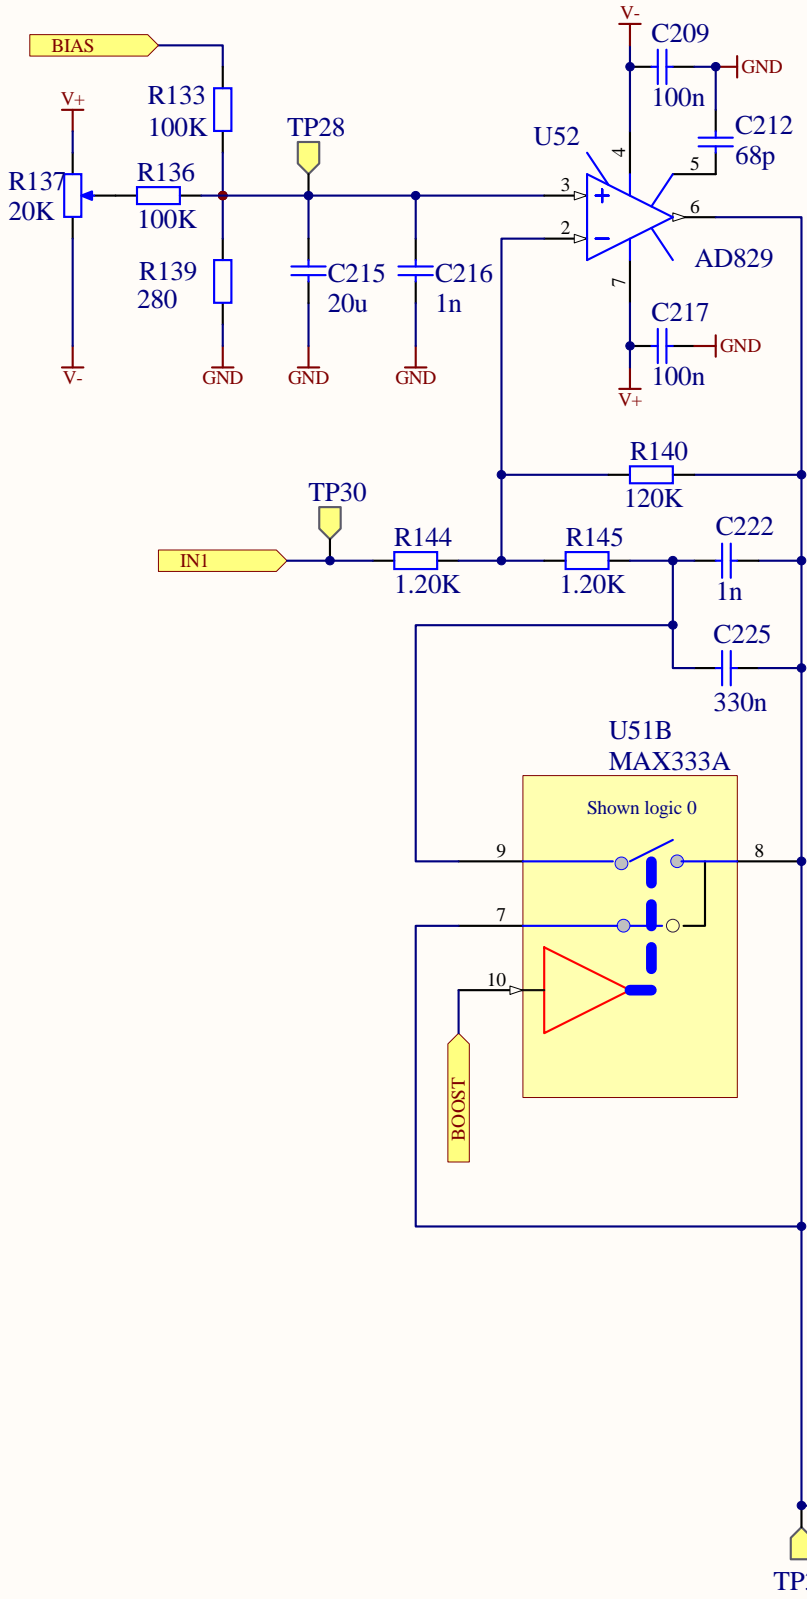 V-
C209
BIAS
GND
100n
R133
100K
V+
TP28
U52
C212
68p
4
5
R137
20K
R136
100K
3
2
6
R139
280
C215
20u
C216
1n
AD829
7
C217
GND
100n
V-
GND
GND
GND
V+
R140
120K
TP30
R144
R145
C222
IN1
1.20K
1.20K
1n
C225
330n
U51B
MAX333A
Shown logic 0
9
8
7
10
BOOST